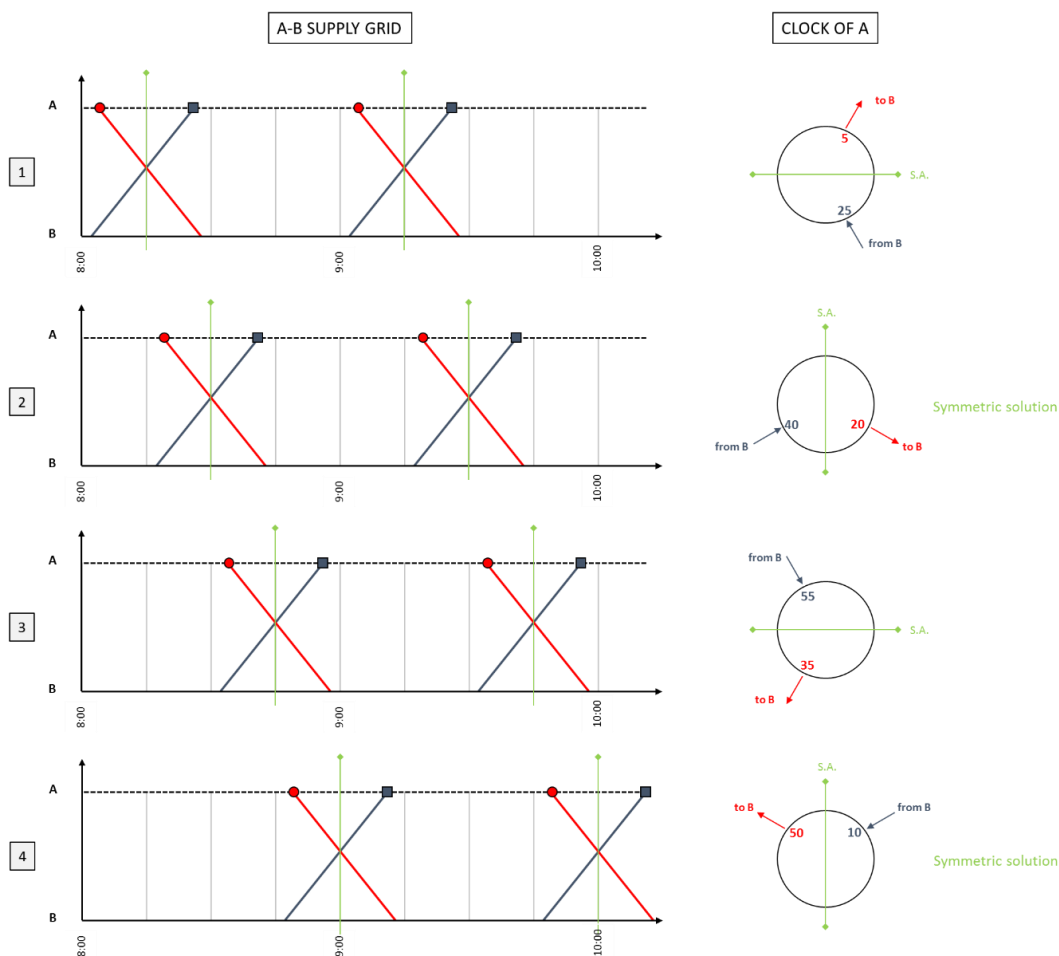 A-B SUPPLY GRID
CLOCK OF A
1
A
B
8:00
9:00
10:00
to B
5
S.A.
25
from B
2
A
B
8:00
9:00
10:00
S.A.
40
20
from B
to B
Symmetric solution
3
A
B
8:00
9:00
10:00
from B
55
S.A.
35
to B
4
A
B
8:00
9:00
10:00
S.A.
to B
from B
50
10
Symmetric solution